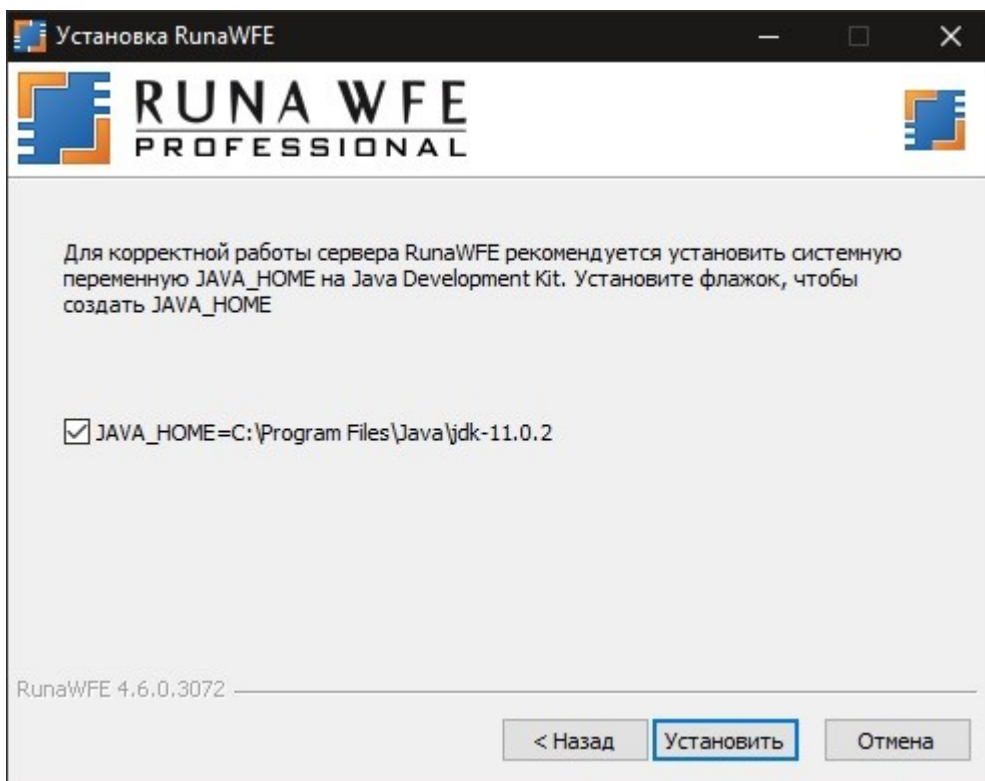 Установка RunaWFE
RUNA WFE
PROFESSIONAL
Для корректной работы сервера RunaWFE рекомендуется установить системную
переменную JAVA_HOME на Java Development Kit. Установите флажок, чтобы
создать JAVA_HOME
JAVA_HOME=C:\Program Files\Java\jdk-11.0.2
RunaWFE 4.6.0.3072
< Назад
Установить
Отмена